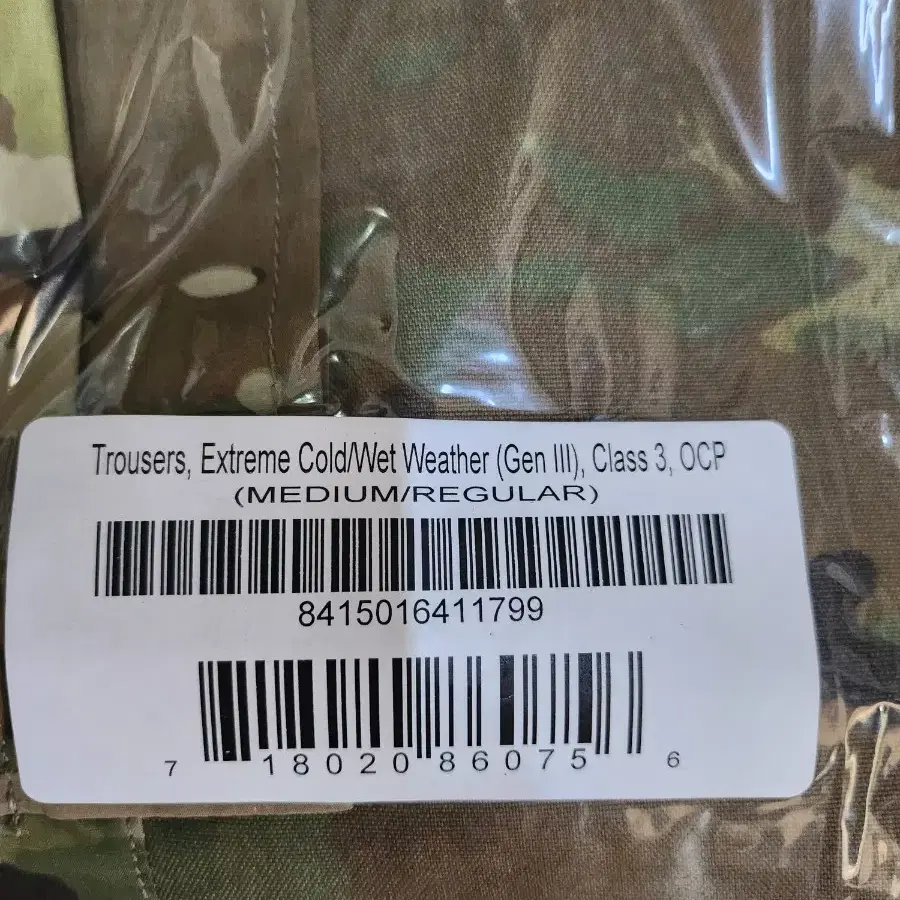 Trousers, Extreme Cold/Wet Weather (Gen III), Class 3, OCP
(MEDIUM/REGULAR)
8415016411799
7 18020 86075 6